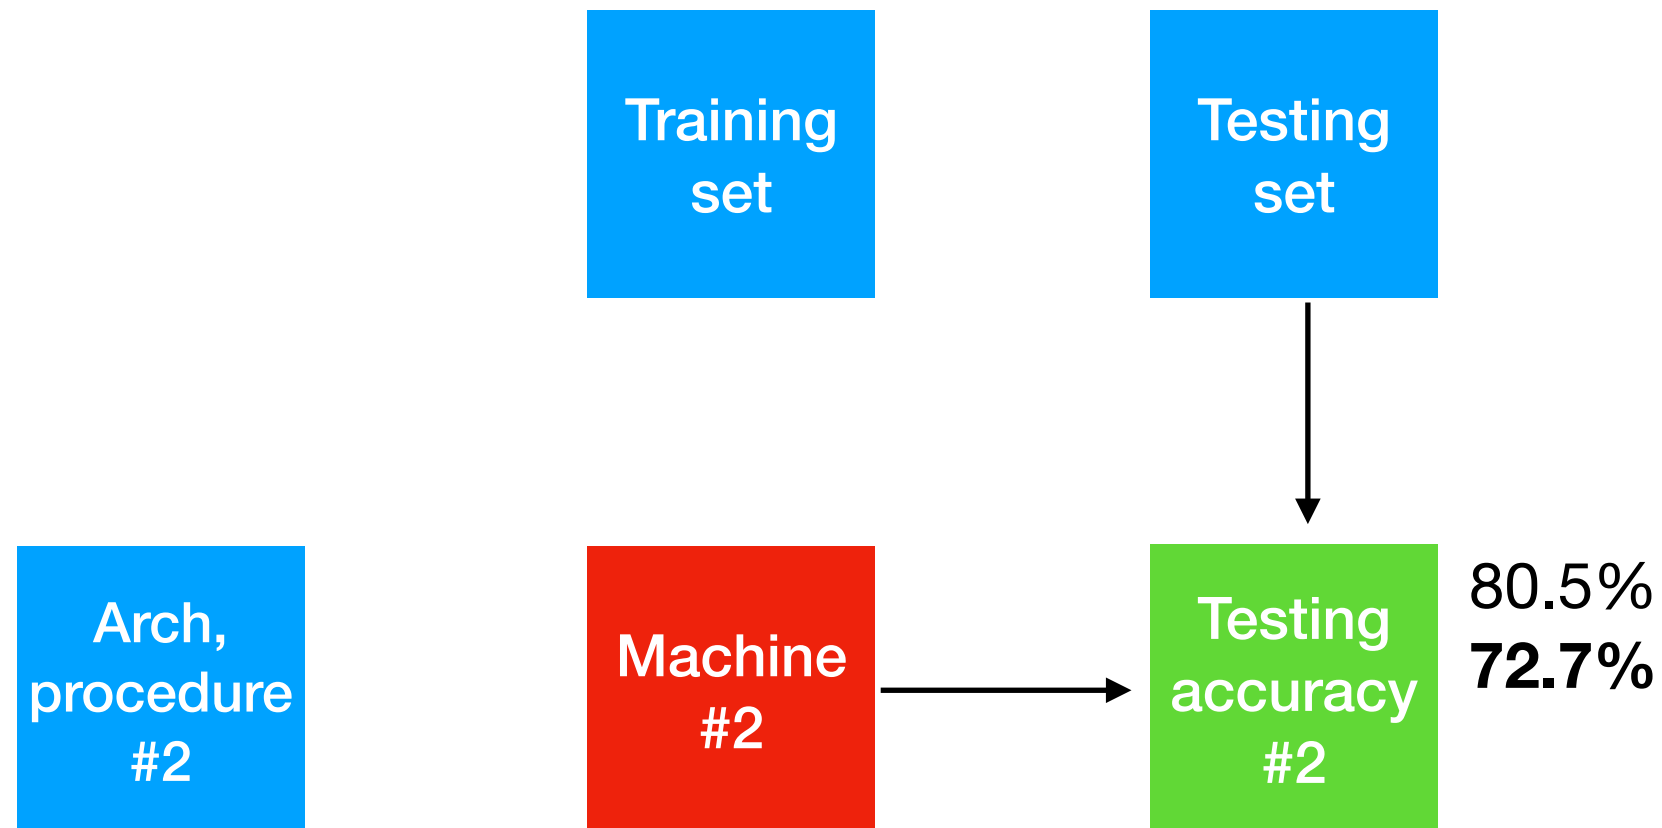 Training
set
Testing
set
Arch,
procedure
#2
Machine
#2
Testing
accuracy
#2
80.5%
72.7%